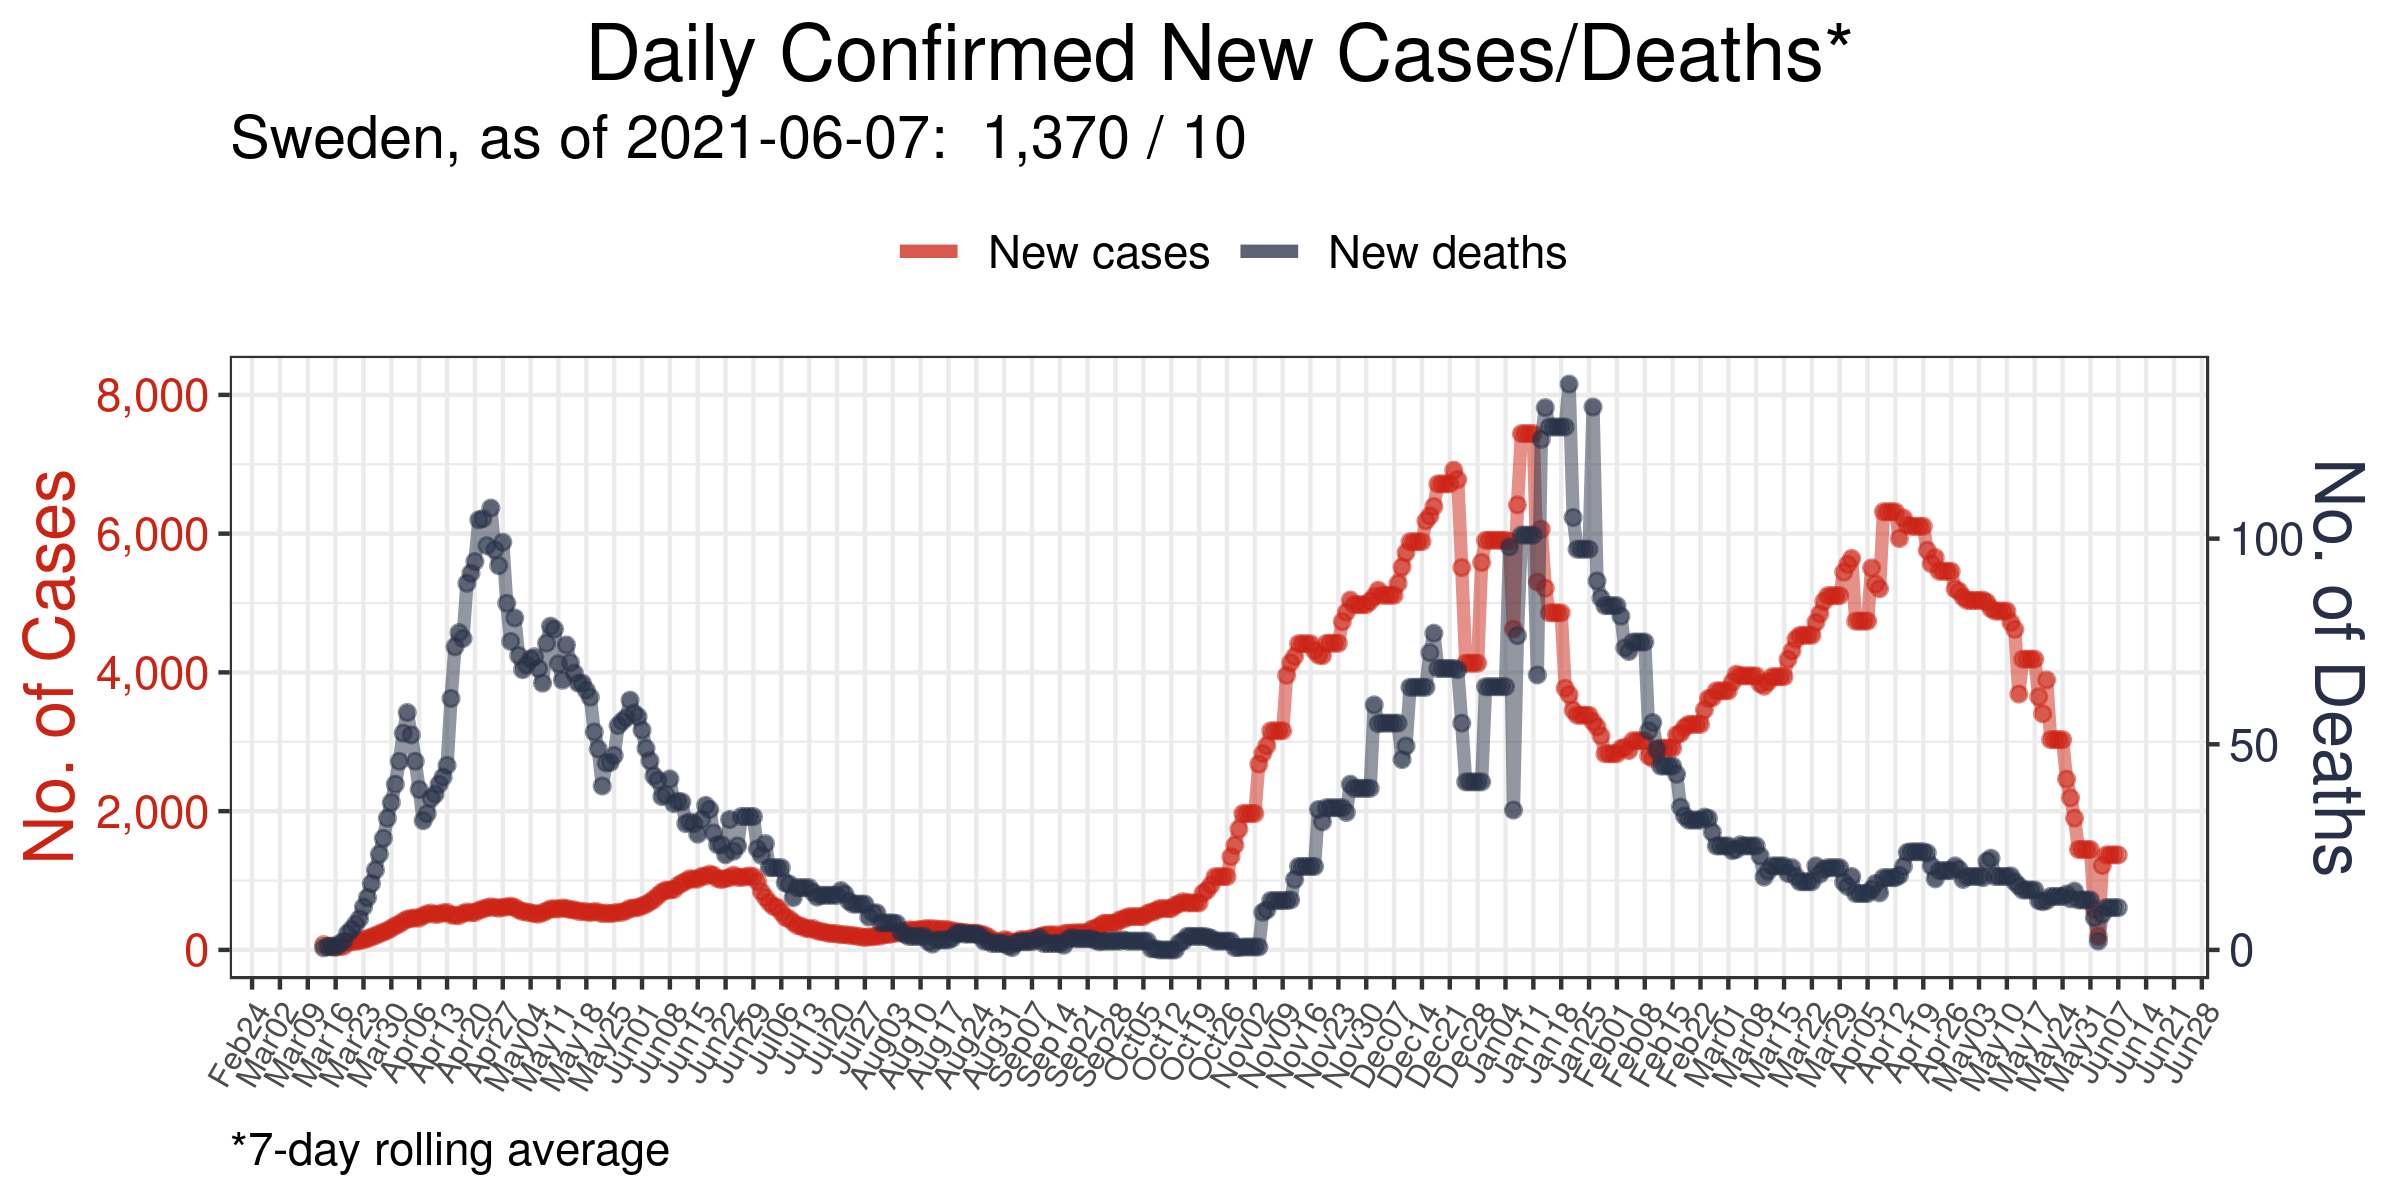 Daily Confirmed New Cases/Deaths*
Sweden, as of 2021-06-07:  1,370 / 10
New cases
New deaths
No. of Cases
8,000
6,000
4,000
2,000
0
No. of Deaths
100
50
0
Feb24
Mar02
Mar09
Mar16
Mar23
Mar30
Apr06
Apr13
Apr20
Apr27
May04
May11
May18
May25
Jun01
Jun08
Jun15
Jun22
Jun29
Jul06
Jul13
Jul20
Jul27
Aug03
Aug10
Aug17
Aug24
Aug31
Sep07
Sep14
Sep21
Sep28
Oct05
Oct12
Oct19
Oct26
Nov02
Nov09
Nov16
Nov23
Nov30
Dec07
Dec14
Dec21
Dec28
Jan04
Jan11
Jan18
Jan25
Feb01
Feb08
Feb15
Feb22
Mar01
Mar08
Mar15
Mar22
Mar29
Apr05
Apr12
Apr19
Apr26
May03
May10
May17
May24
May31
Jun07
Jun14
Jun21
Jun28
*7-day rolling average